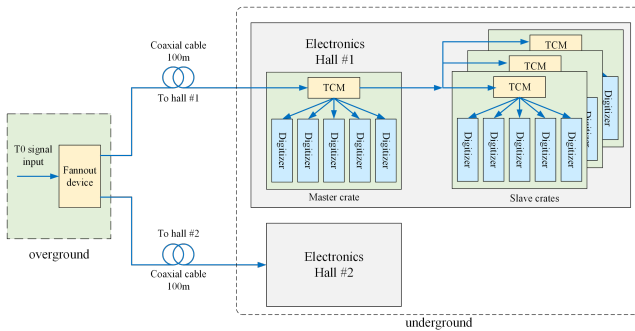 Coaxial cable
100m
To hall #1
T0 signal
input
Fannout
device
overground
To hall #2
Coaxial cable
100m
Electronics
Hall #1
TCM
Digitizer
Digitizer
Digitizer
Digitizer
Digitizer
Master crate
TCM
TCM
TCM
Digitizer
Digitizer
Digitizer
Digitizer
Digitizer
Digitizer
Slave crates
Electronics
Hall #2
underground